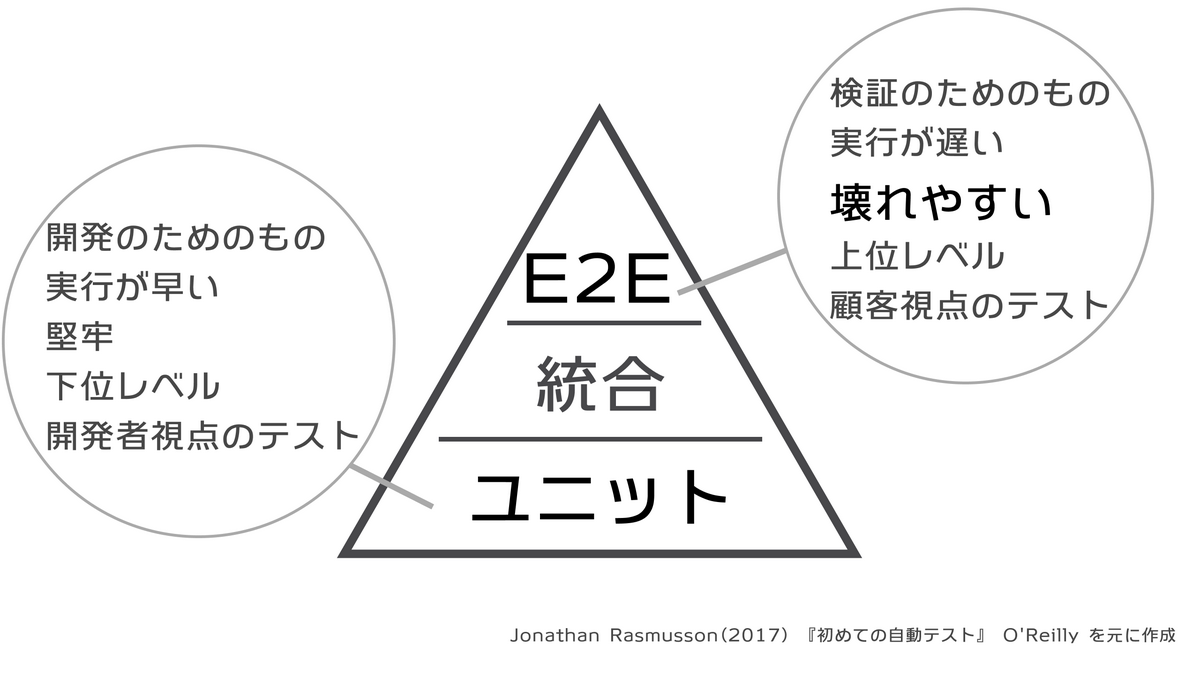 開発のためのもの
実行が早い
堅牢
下位レベル
開発者視点のテスト
E2E
統合
ユニット
検証のためのもの
実行が遅い
壊れやすい
上位レベル
顧客視点のテスト
Jonathan Rasmusson(2017) 『初めての自動テスト』 O'Reilly を元に作成